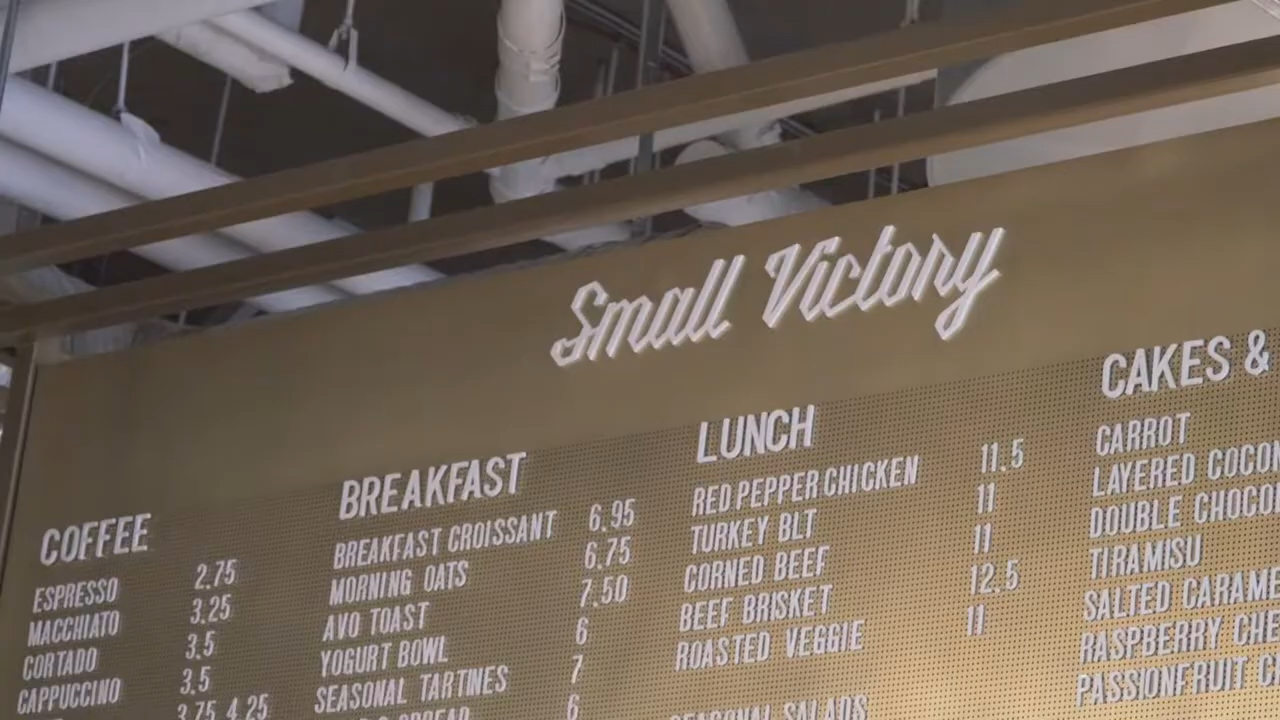 Small Victory
COFFEE
ESPRESSO 2.75
MACCHIATO 3.25
CORTADO 3.5
CAPPUCCINO 3.5
3.75 4.25
BREAKFAST
BREAKFAST CROISSANT 6.95
MORNING OATS 6.75
AVO TOAST 7.50
YOGURT BOWL 6
SEASONAL TARTINES 7
SPREAD 6
LUNCH
RED PEPPER CHICKEN 11.5
TURKEY BLT 11
CORNED BEEF 11
BEEF BRISKET 12.5
ROASTED VEGGIE 11
SEASONAL SALADS
CAKES &
CARROT
LAYERED COCON
DOUBLE CHOCO
TIRAMISU
SALTED CARAME
RASPBERRY CHE
PASSIONFRUIT C